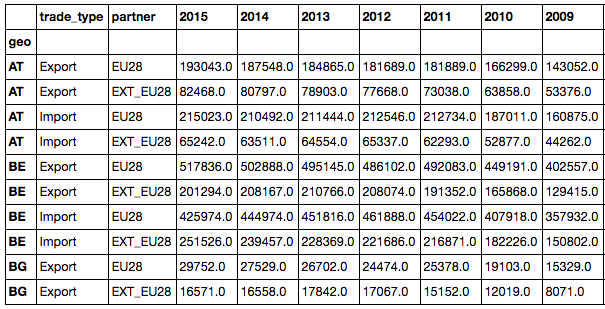 trade_type partner 2015 2014 2013 2012 2011 2010 2009
geo
AT Export EU28 193043.0 187548.0 184865.0 181689.0 181889.0 166299.0 143052.0
AT Export EXT_EU28 82468.0 80797.0 78903.0 77668.0 73038.0 63858.0 53376.0
AT Import EU28 215023.0 210492.0 211444.0 212546.0 212734.0 187011.0 160875.0
AT Import EXT_EU28 65242.0 63511.0 64554.0 65337.0 62293.0 52877.0 44262.0
BE Export EU28 517836.0 502888.0 495145.0 486102.0 492083.0 449191.0 402557.0
BE Export EXT_EU28 201294.0 208167.0 210766.0 208074.0 191352.0 165868.0 129415.0
BE Import EU28 425974.0 444974.0 451816.0 461888.0 454022.0 407918.0 357932.0
BE Import EXT_EU28 251526.0 239457.0 228369.0 221686.0 216871.0 182226.0 150802.0
BG Export EU28 29752.0 27529.0 26702.0 24474.0 25378.0 19103.0 15329.0
BG Export EXT_EU28 16571.0 16558.0 17842.0 17067.0 15152.0 12019.0 8071.0